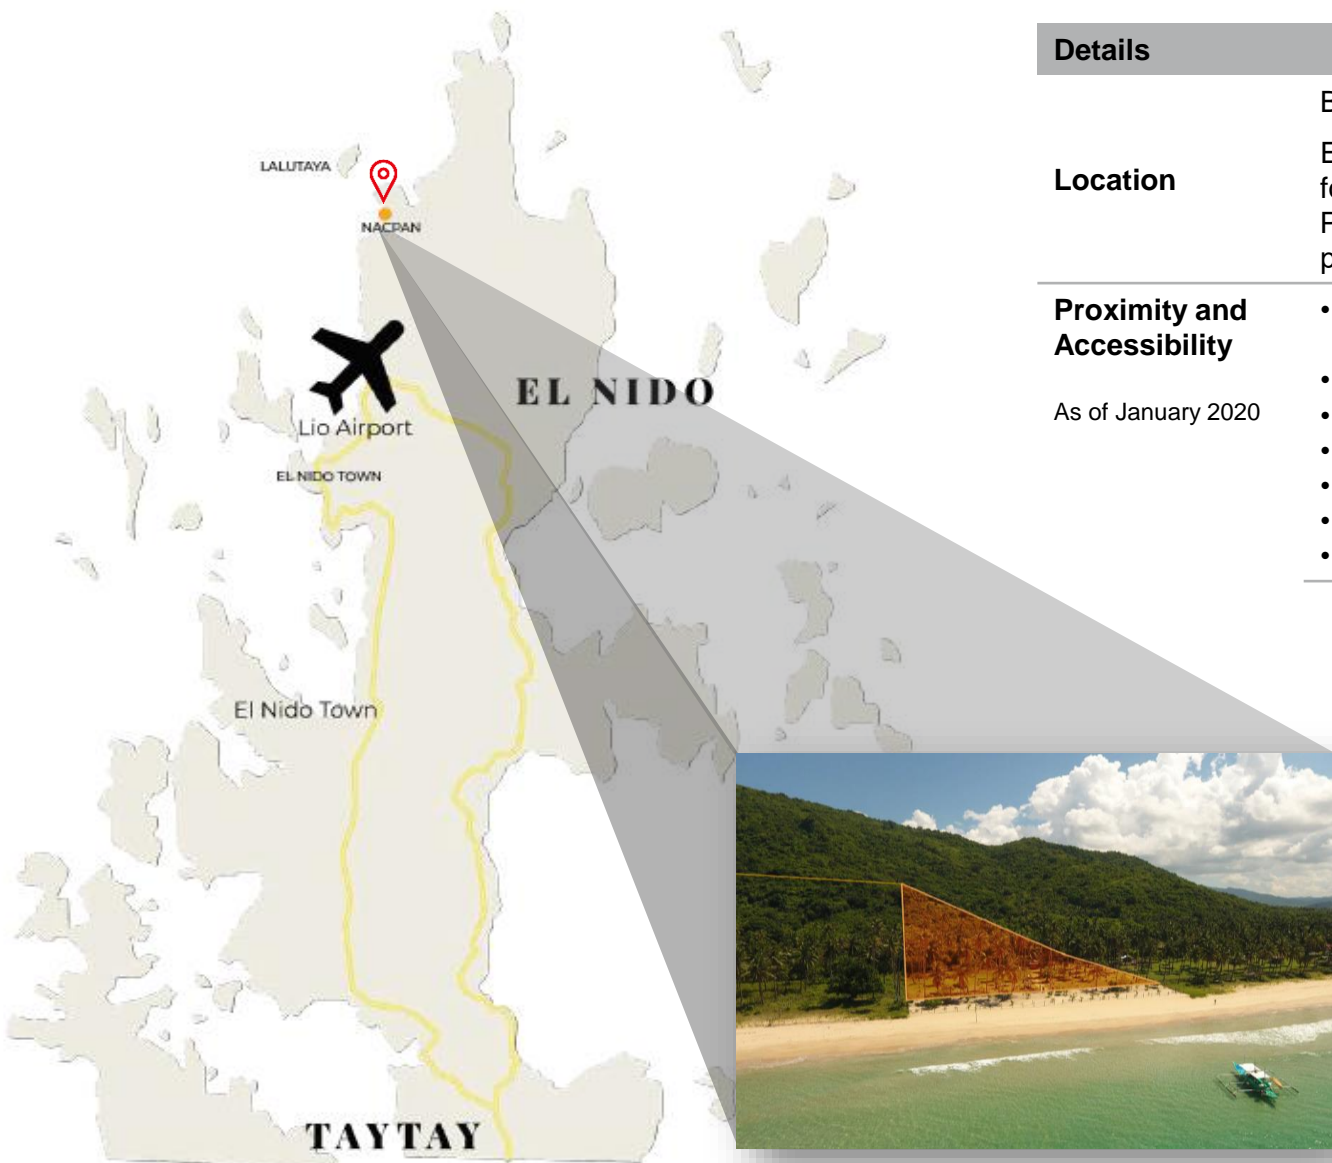 Details
Location
Proximity and
Accessibility
As of January 2020
•
•
•
•
•
•
•
LALUTAYA
NACPAN
EL NIDO
Lio Airport
EL NIDO TOWN
El Nido Town
TAYTAY